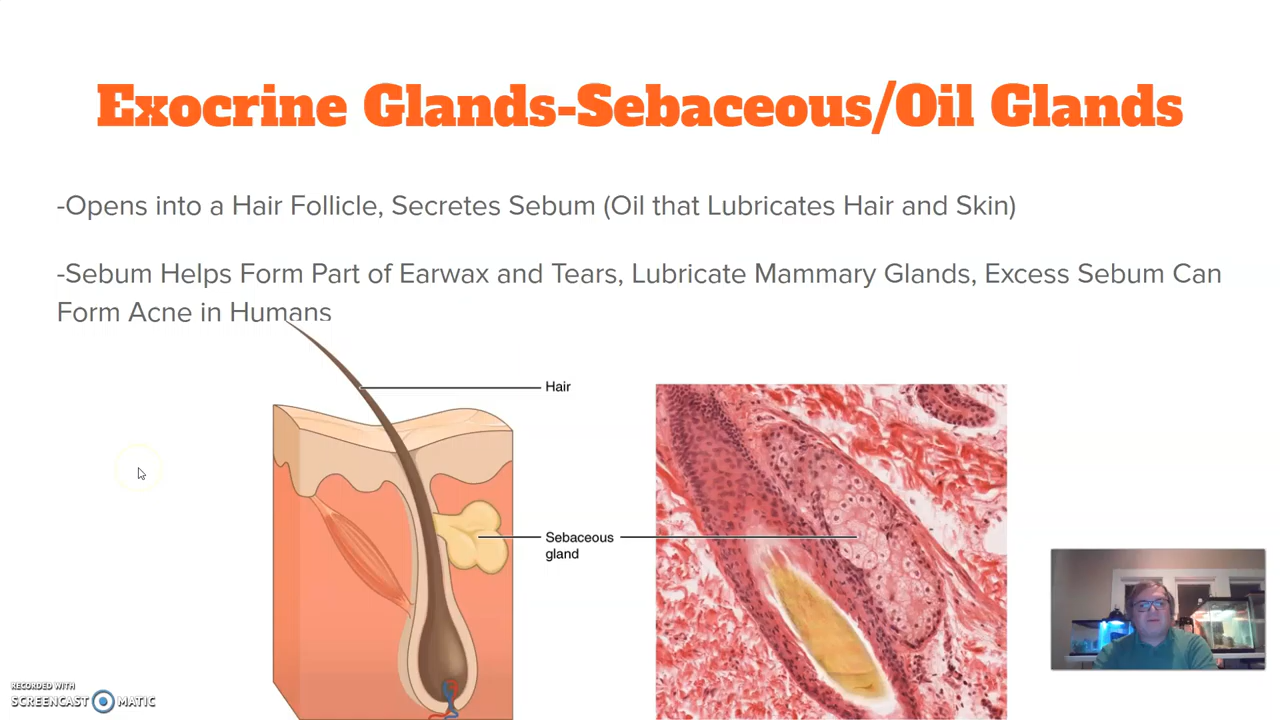 Exocrine Glands-Sebaceous/Oil Glands
-Opens into a Hair Follicle, Secretes Sebum (Oil that Lubricates Hair and Skin)
-Sebum Helps Form Part of Earwax and Tears, Lubricate Mammary Glands, Excess Sebum Can
Form Acne in Humans
Hair
Sebaceous
gland
RECORDED WITH
SCREENCAST MATIC